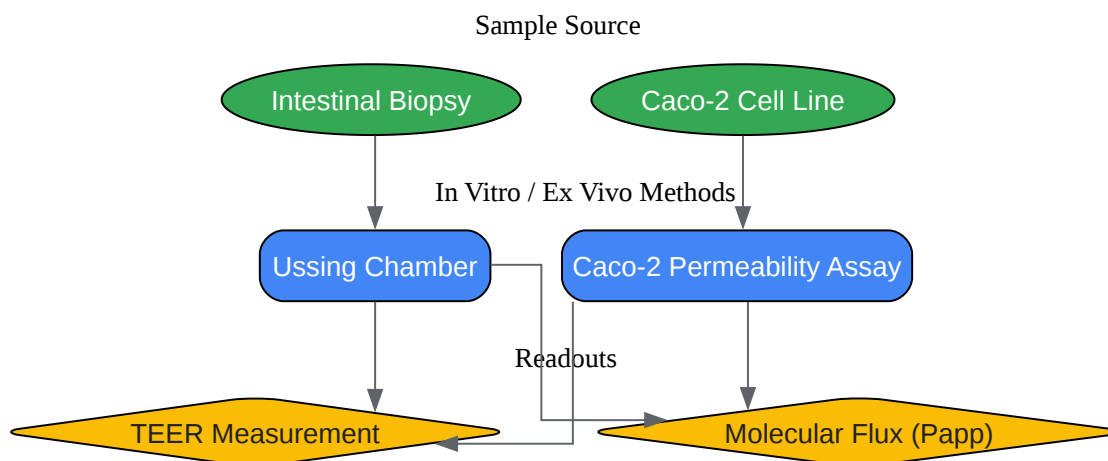 Sample Source
Intestinal Biopsy
Caco-2 Cell Line
In Vitro / Ex Vivo Methods
Ussing Chamber
Caco-2 Permeability Assay
Readouts
TEER Measurement
Molecular Flux (Papp)